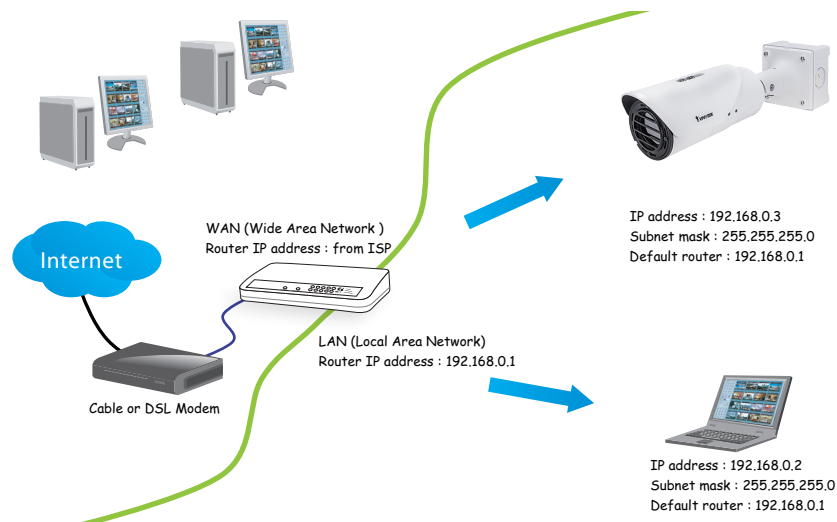 WAN (Wide Area Network )
Router IP address : from ISP
Internet
LAN (Local Area Network)
Router IP address : 192.168.0.1
Cable or DSL Modem
VIVOTEK
IP address : 192.168.0.3
Subnet mask : 255.255.255.0
Default router : 192.168.0.1
IP address : 192.168.0.2
Subnet mask : 255.255.255.0
Default router : 192.168.0.1